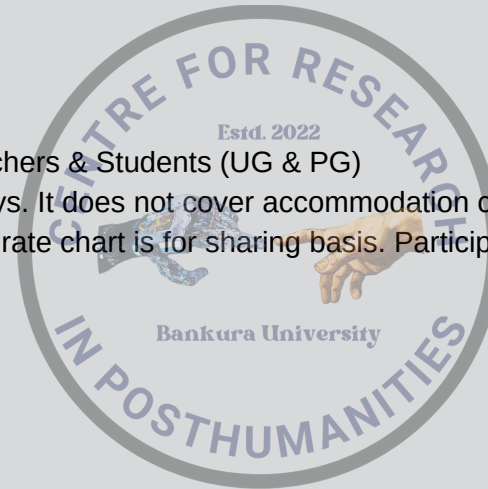 CENTRE FOR RESEARCH
Estd. 2022
chers & Students (UG & PG)
ys. It does not cover accommodation o
rate chart is for sharing basis. Particip
Bankura University
IN POSTHUMANITIES